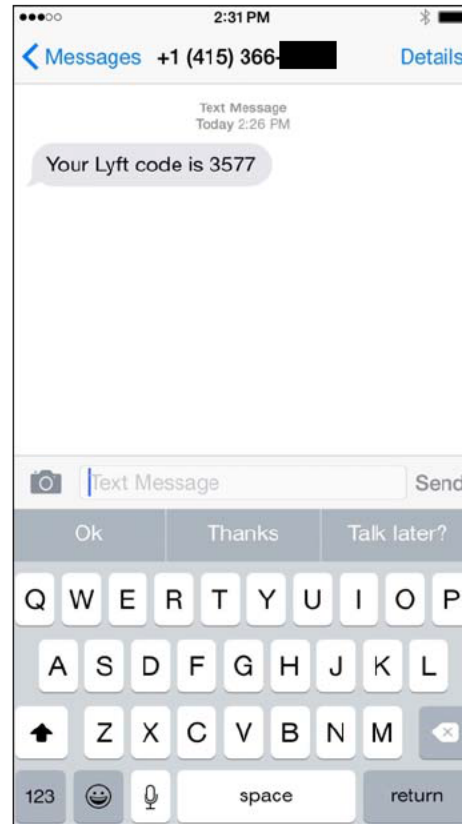 2:31 PM
Messages +1 (415) 366-
Details
Text Message
Today 2:26 PM
Your Lyft code is 3577
Text Message
Send
Ok Thanks Talk later?
Q W E R T Y U I O P
A S D F G H J K L
Z X C V B N M
123 space return